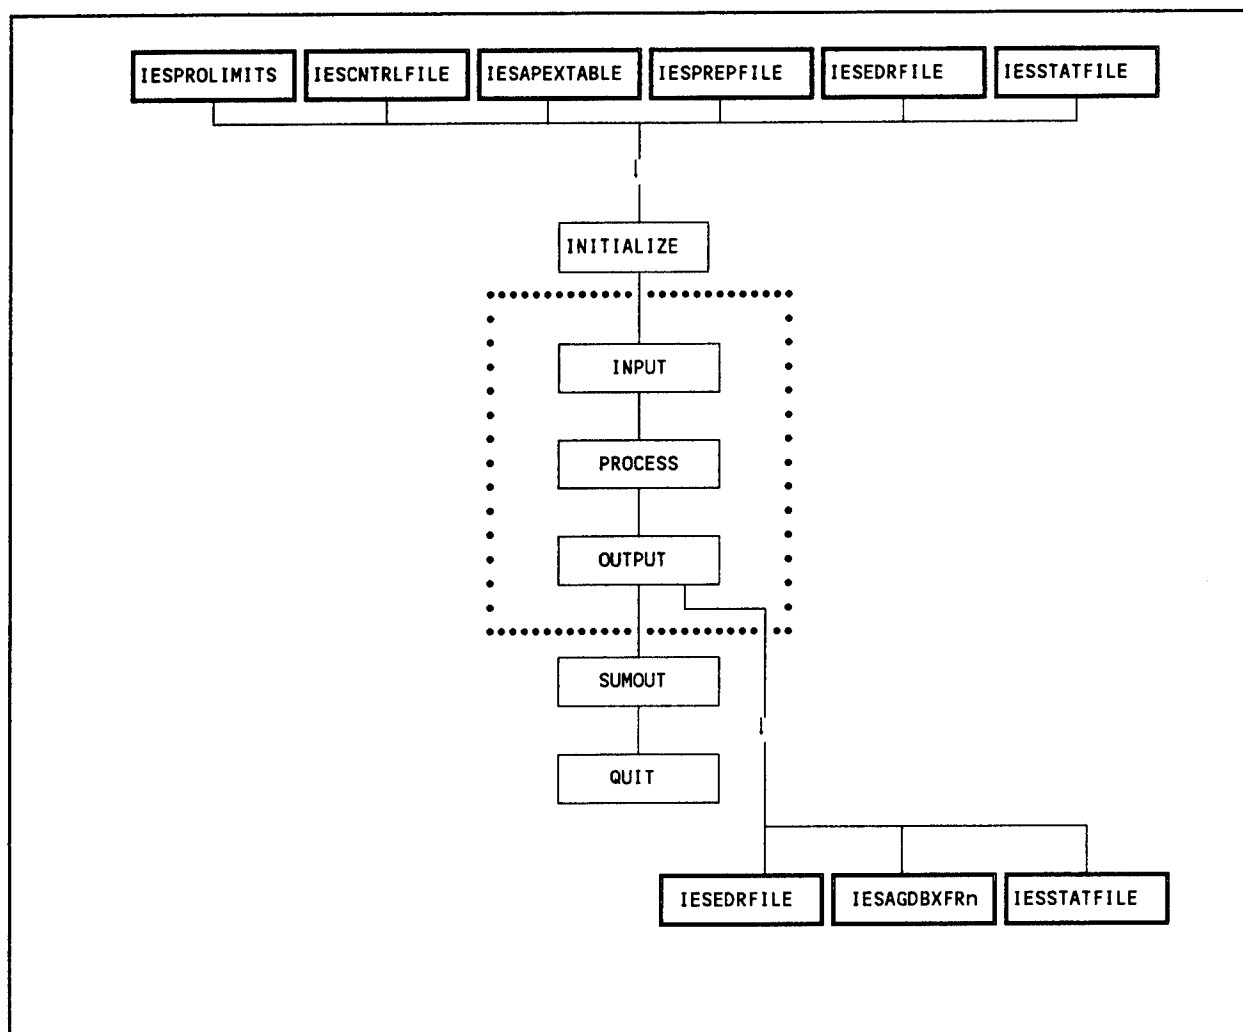 IESPROLIMITS IESCNTRLFILE IESAPEXTABLE IESPREPFILE IESEDRFILE IESSTATFILE
INITIALIZE
INPUT
PROCESS
OUTPUT
SUMOUT
QUIT
IESEDRFILE IESAGDBXFRn IESSTATFILE